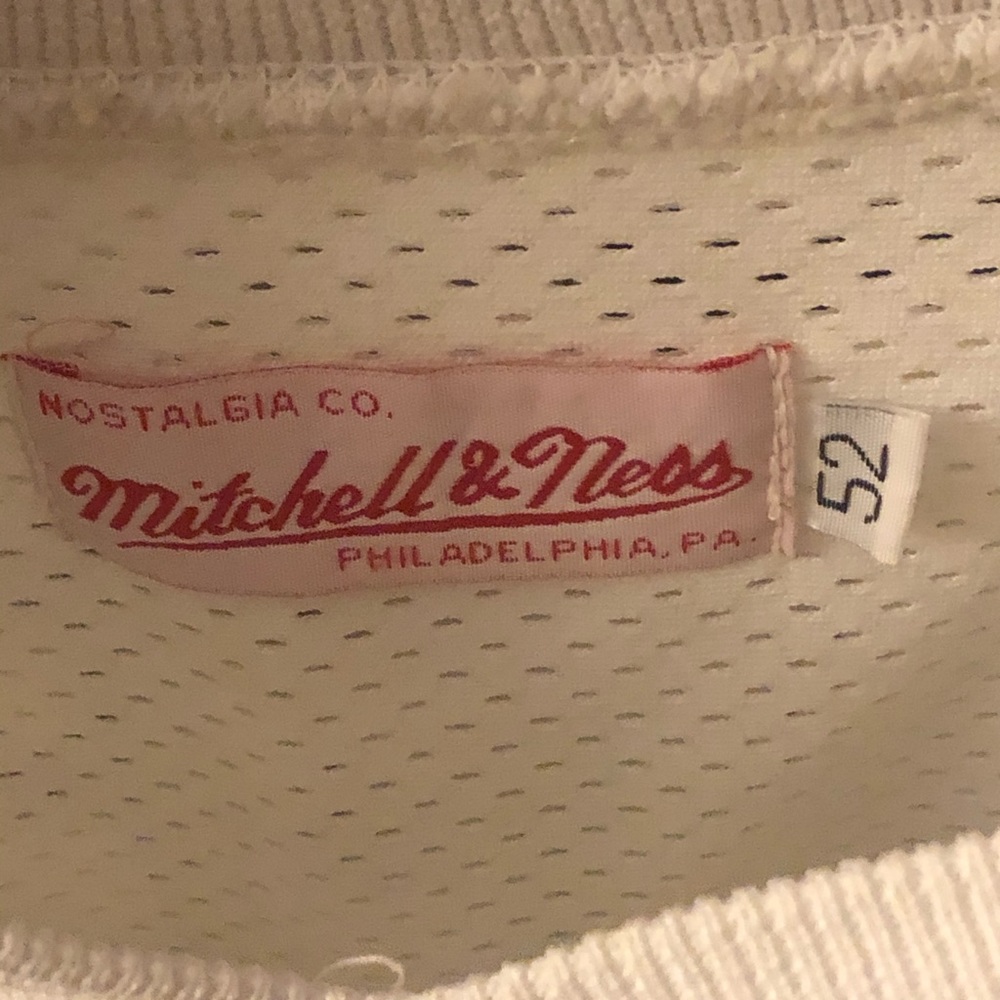 NOSTALGIA CO.
Mitchell & Ness
PHILADELPHIA, PA.
52